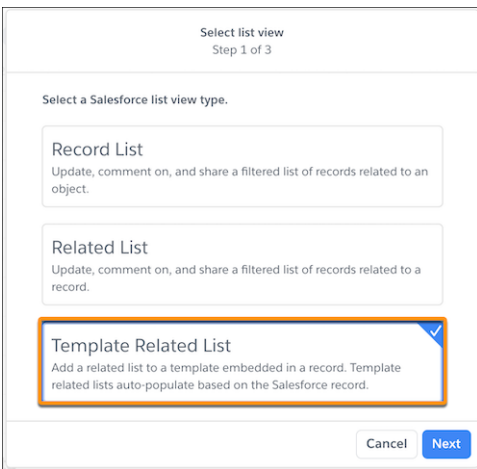 Select list view
Step 1 of 3
Select a Salesforce list view type.
Record List
Update, comment on, and share a filtered list of records related to an
object.
Related List
Update, comment on, and share a filtered list of records related to a
record.
Template Related List
Add a related list to a template embedded in a record. Template
related lists auto-populate based on the Salesforce record.
Cancel
Next